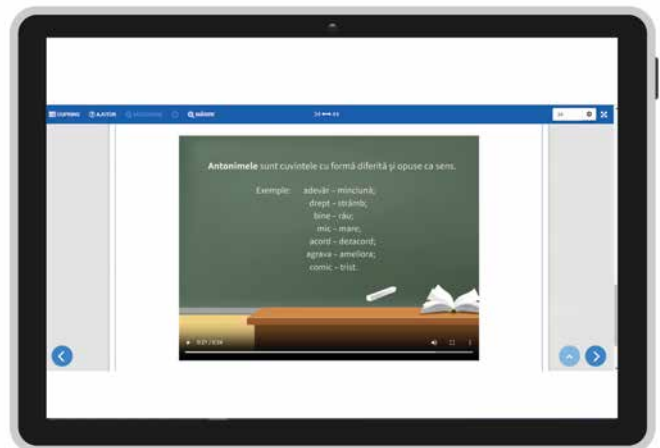 CUPRINS AJUTOR MĂRIRE
Antonimele sunt cuvintele cu formă diferită și opuse ca sens.
Exemple: adevăr – minciună;
drept – strâmb;
bine – rău;
mic – mare;
acord – dezacord;
agrava – ameliora;
comic – trist.